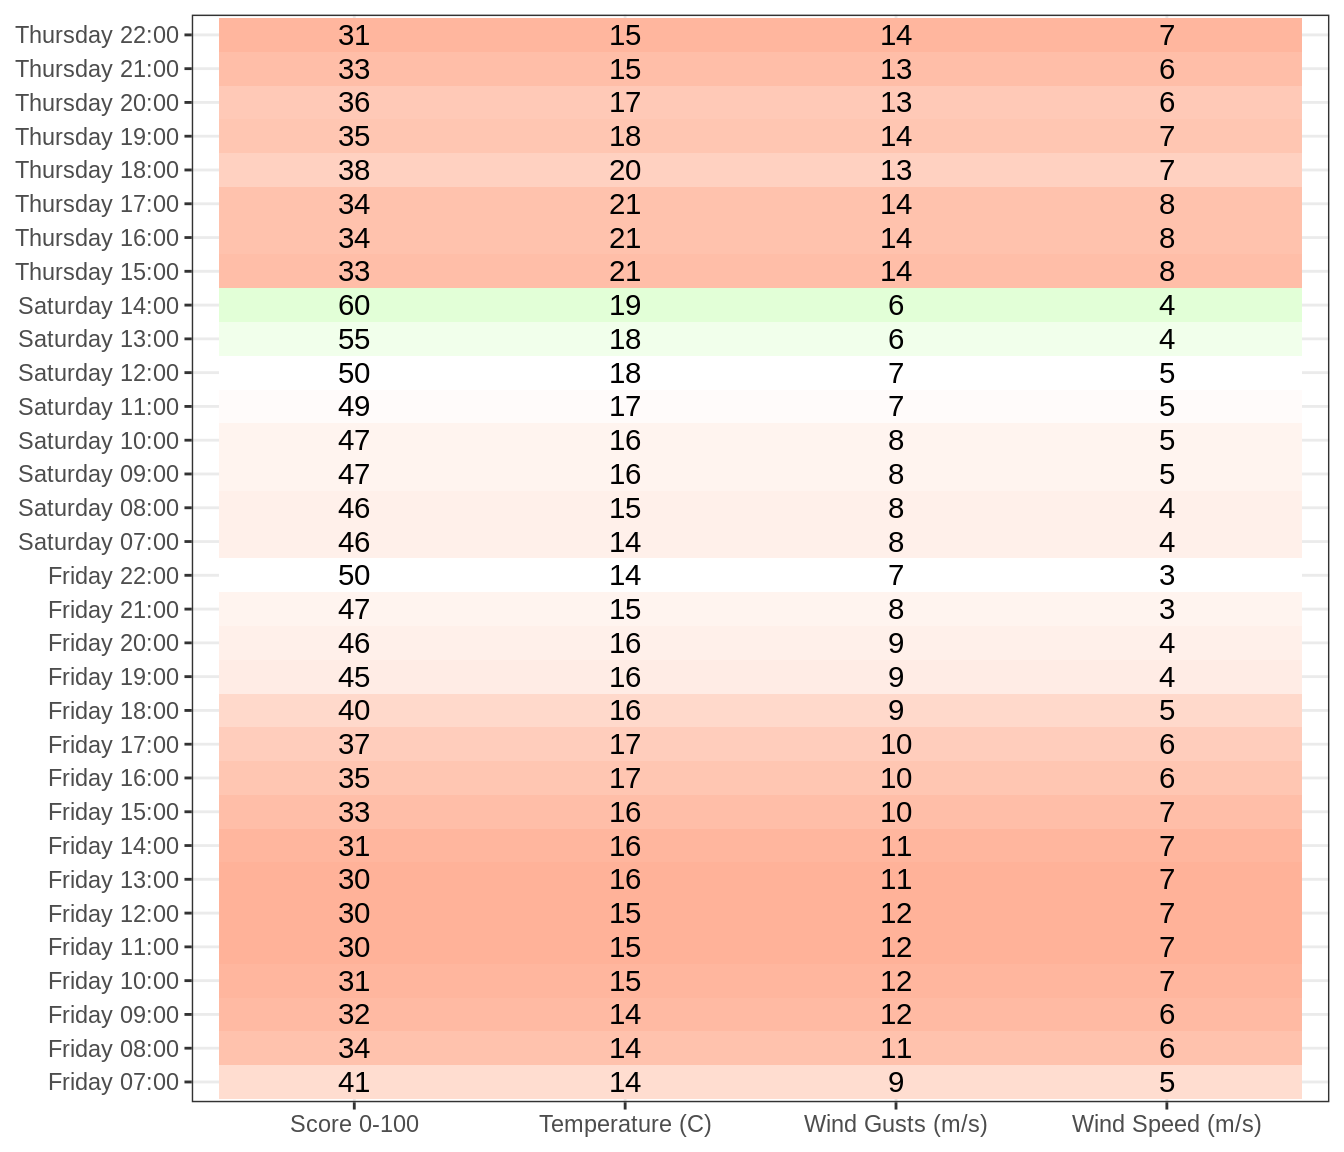 Thursday 22:00 31 15 14 7
Thursday 21:00 33 15 13 6
Thursday 20:00 36 17 13 6
Thursday 19:00 35 18 14 7
Thursday 18:00 38 20 13 7
Thursday 17:00 34 21 14 8
Thursday 16:00 34 21 14 8
Thursday 15:00 33 21 14 8
Saturday 14:00 60 19 6 4
Saturday 13:00 55 18 6 4
Saturday 12:00 50 18 7 5
Saturday 11:00 49 17 7 5
Saturday 10:00 47 16 8 5
Saturday 09:00 47 16 8 5
Saturday 08:00 46 15 8 4
Saturday 07:00 46 14 8 4
Friday 22:00 50 14 7 3
Friday 21:00 47 15 8 3
Friday 20:00 46 16 9 4
Friday 19:00 45 16 9 4
Friday 18:00 40 16 9 5
Friday 17:00 37 17 10 6
Friday 16:00 35 17 10 6
Friday 15:00 33 16 10 7
Friday 14:00 31 16 11 7
Friday 13:00 30 16 11 7
Friday 12:00 30 15 12 7
Friday 11:00 30 15 12 7
Friday 10:00 31 15 12 7
Friday 09:00 32 14 12 6
Friday 08:00 34 14 11 6
Friday 07:00 41 14 9 5
Score 0-100 Temperature (C) Wind Gusts (m/s) Wind Speed (m/s)